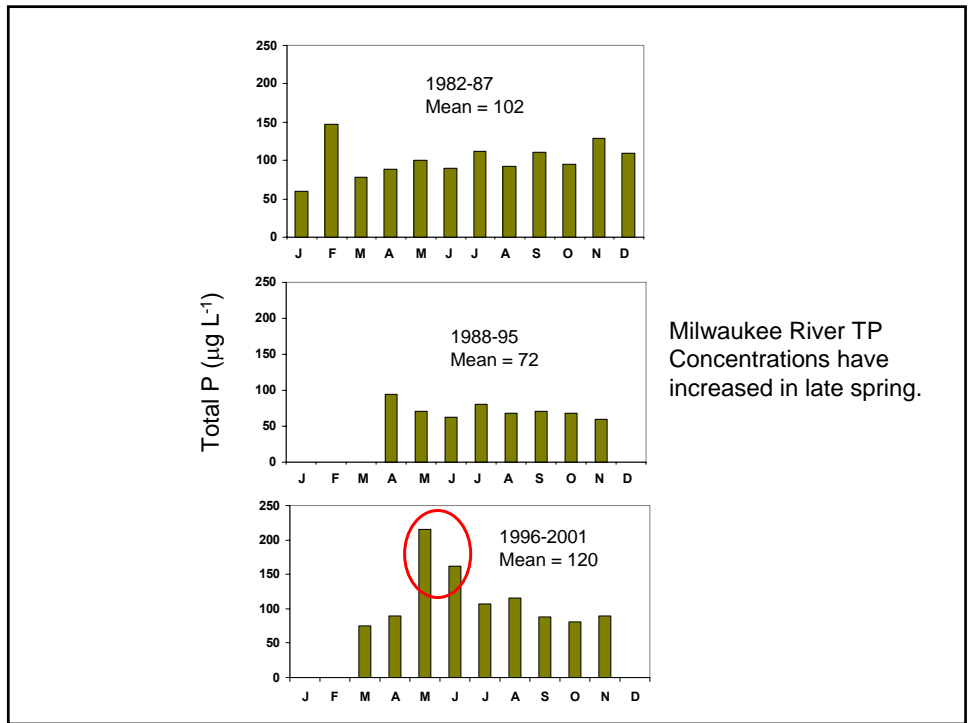 250
200
150
100
50
0
1982-87
Mean = 102
J F M A M J J A S O N D
Total P (µg L-1)
250
200
150
100
50
0
1988-95
Mean = 72
J F M A M J J A S O N D
Milwaukee River TP
Concentrations have
increased in late spring.
250
200
150
100
50
0
1996-2001
Mean = 120
J F M A M J J A S O N D